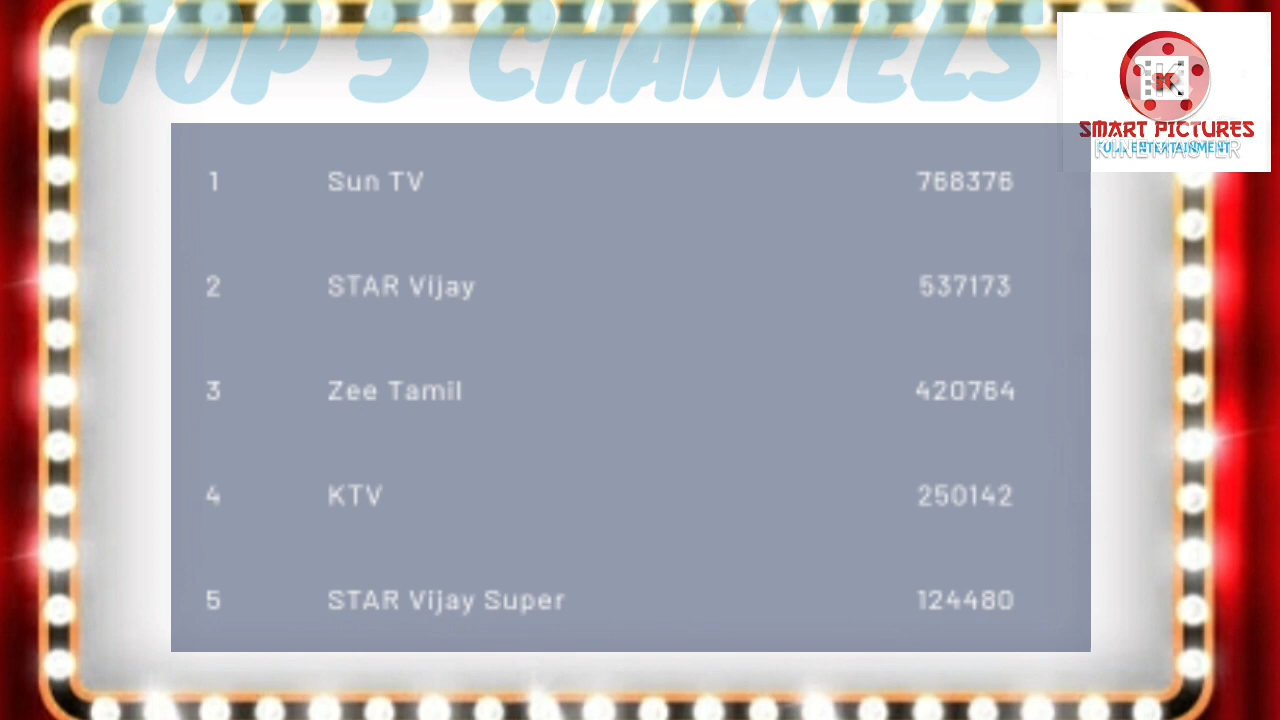 TOP 5 CHANNELS
SMART PICTURES
FULL ENTERTAINMENT
KINEMASTER
1 Sun TV 768376
2 STAR Vijay 537173
3 Zee Tamil 420764
4 KTV 250142
5 STAR Vijay Super 124480